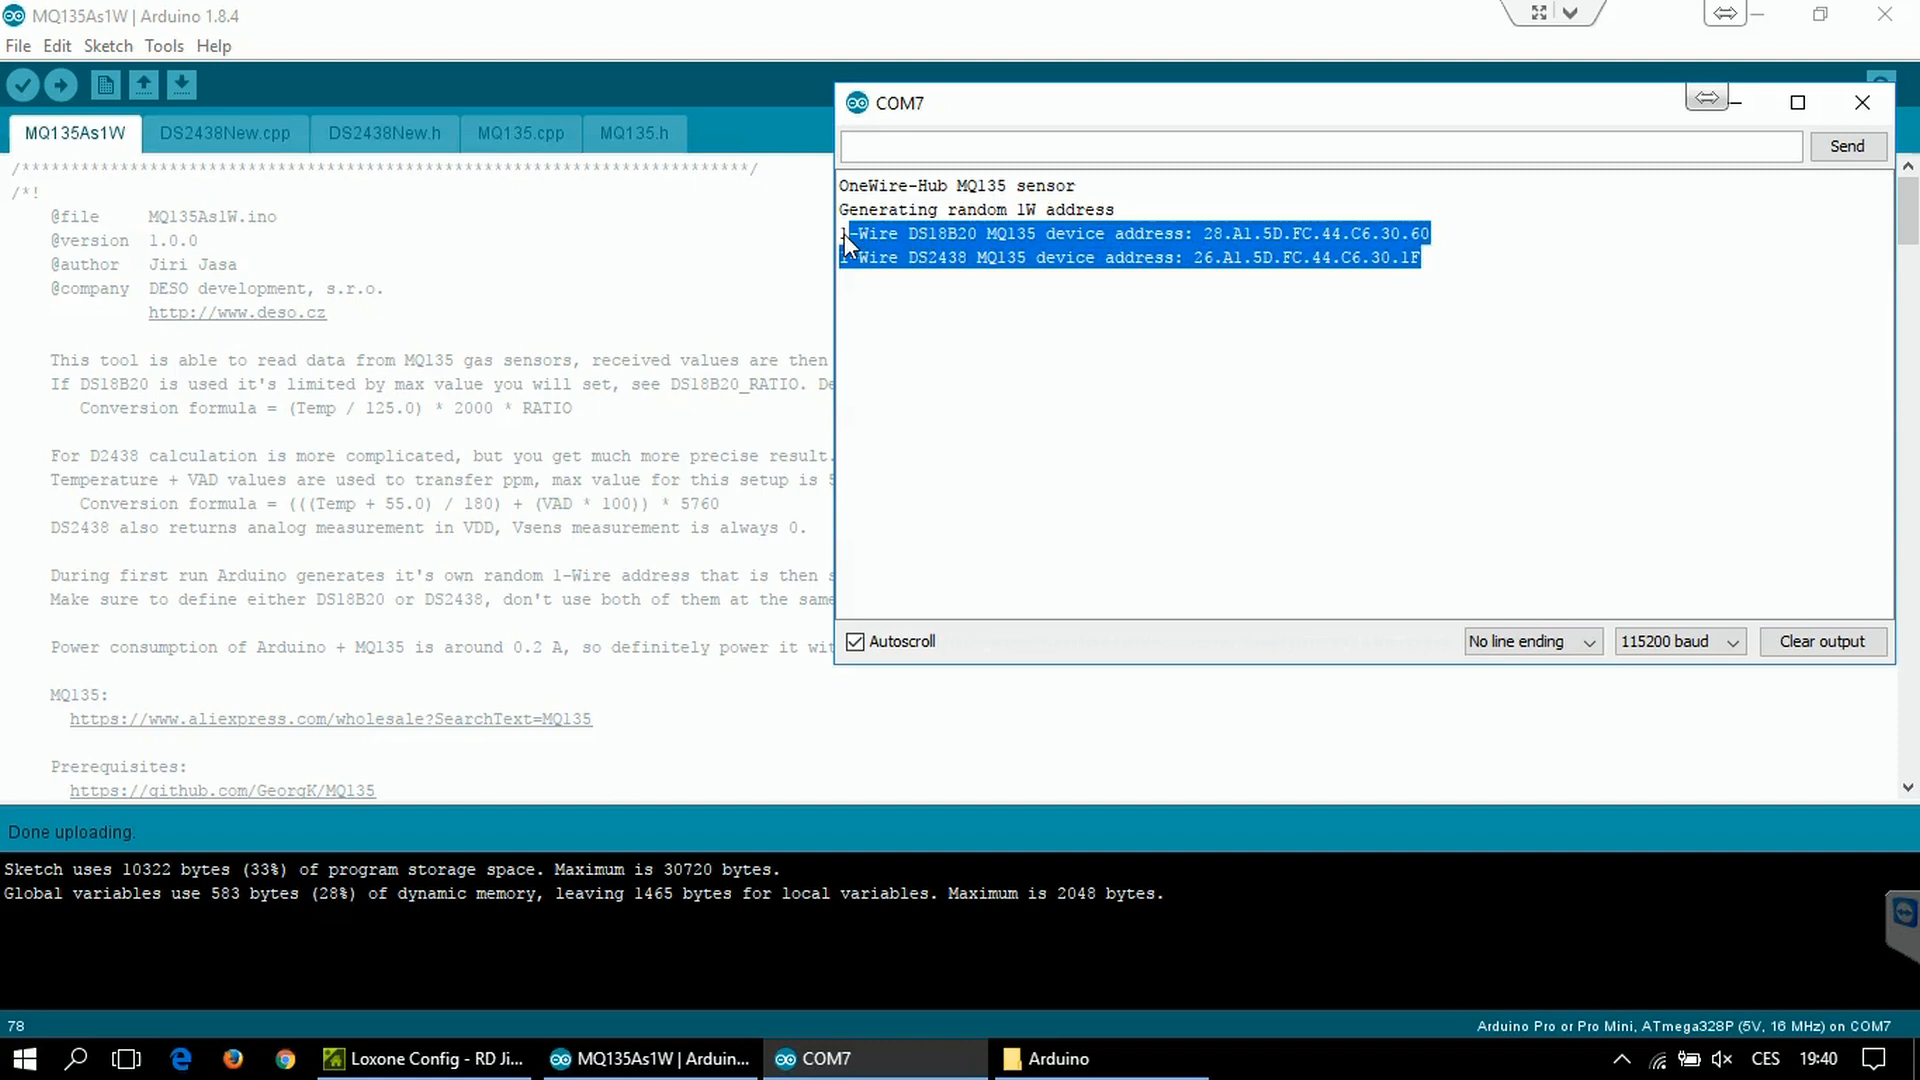 MQ135As1W | Arduino 1.8.4
File Edit Sketch Tools Help
MQ135As1W DS2438New.cpp DS2438New.h MQ135.cpp MQ135.h
/**************************************************************************/
/*!
@file MQ135As1W.ino
@version 1.0.0
@author Jiri Jasa
@company DESO development, s.r.o.
http://www.deso.cz
This tool is able to read data from MQ135 gas sensors, received values are then
If DS18B20 is used it's limited by max value you will set, see DS18B20_RATIO.
Conversion formula = (Temp / 125.0) * 2000 * RATIO
For D2438 calculation is more complicated, but you get much more precise result.
Temperature + VAD values are used to transfer ppm, max value for this setup is
Conversion formula = (((Temp + 55.0) / 180) + (VAD * 100)) * 5760
DS2438 also returns analog measurement in VDD, Vsens measurement is always 0.
During first run Arduino generates it's own random 1-Wire address that is then
Make sure to define either DS18B20 or DS2438, don't use both of them at the same
Power consumption of Arduino + MQ135 is around 0.2 A, so definitely power it
MQ135:
https://www.aliexpress.com/wholesale?SearchText=MQ135
Prerequisites:
https://github.com/GeorgK/MQ135
COM7
Send
OneWire-Hub MQ135 sensor
Generating random 1W address
1-Wire DS18B20 MQ135 device address: 28.A1.5D.FC.44.C6.30.60
1-Wire DS2438 MQ135 device address: 26.A1.5D.FC.44.C6.30.1F
Autoscroll No line ending 115200 baud Clear output
Done uploading.
Sketch uses 10322 bytes (33%) of program storage space. Maximum is 30720 bytes.
Global variables use 583 bytes (28%) of dynamic memory, leaving 1465 bytes for local variables. Maximum is 2048 bytes.
78 Arduino Pro or Pro Mini, ATmega328P (5V, 16 MHz) on COM7
Loxone Config - RD Ji... MQ135As1W | Arduin... COM7 Arduino CES 19:40